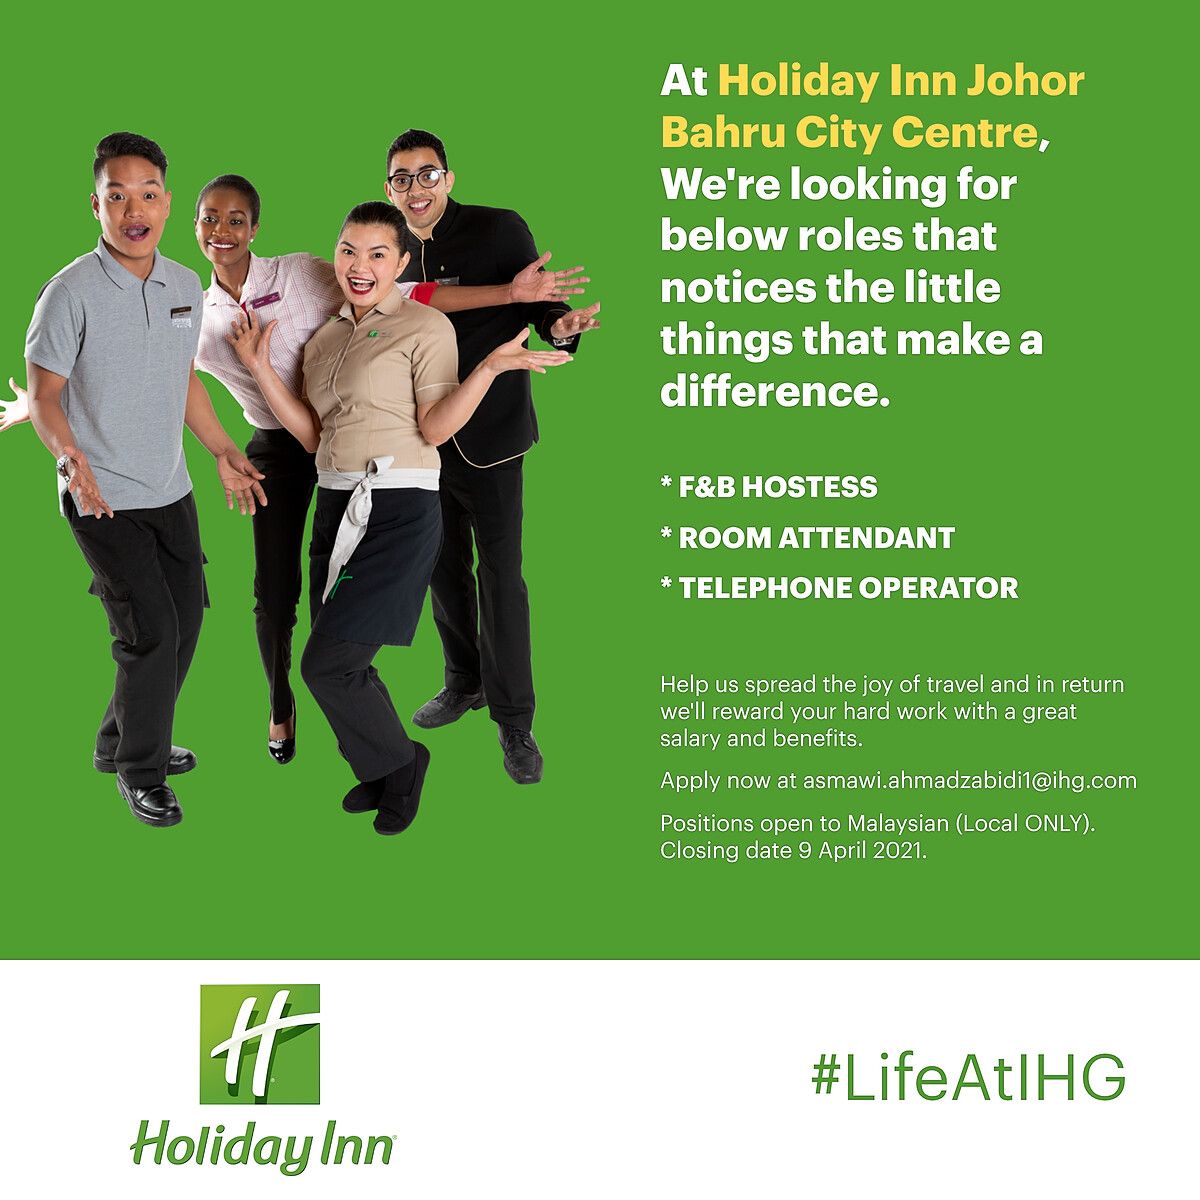 At Holiday Inn Johor
Bahru City Centre,
We're looking for
below roles that
notices the little
things that make a
difference.
* F&B HOSTESS
* ROOM ATTENDANT
* TELEPHONE OPERATOR
Help us spread the joy of travel and in return
we'll reward your hard work with a great
salary and benefits.
Apply now at asmawi.ahmadzabidi1@ihg.com
Positions open to Malaysian (Local ONLY).
Closing date 9 April 2021.
H
Holiday Inn
#LifeAtIHG